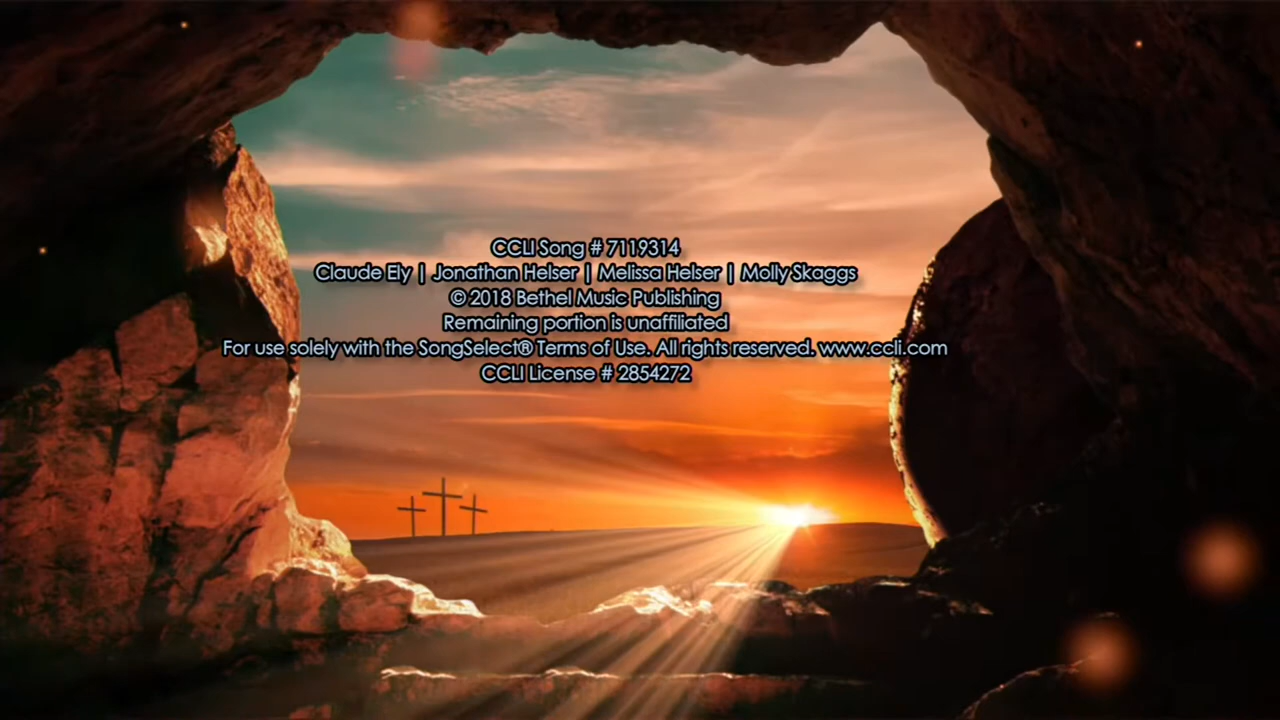 CCLI Song # 7119314
Claude Ely | Jonathan Helser | Melissa Helser | Molly Skaggs
© 2018 Bethel Music Publishing
Remaining portion is unaffiliated
For use solely with the SongSelect® Terms of Use. All rights reserved. www.ccli.com
CCLI License # 2854272